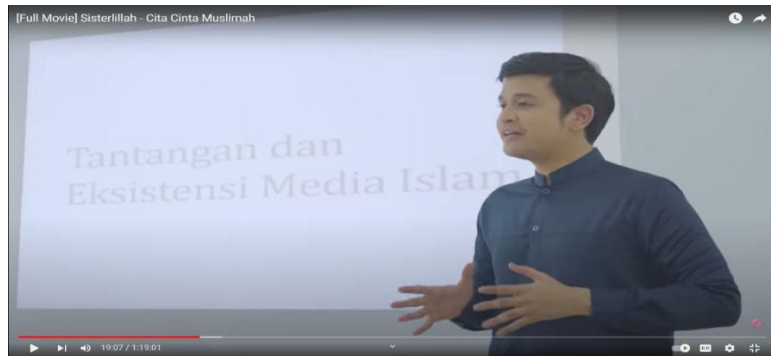 [Full Movie] Sisterlillah - Cita Cinta Muslimah
Tantangan dan
Eksistensi Media Islam
19:07 / 1:19:01